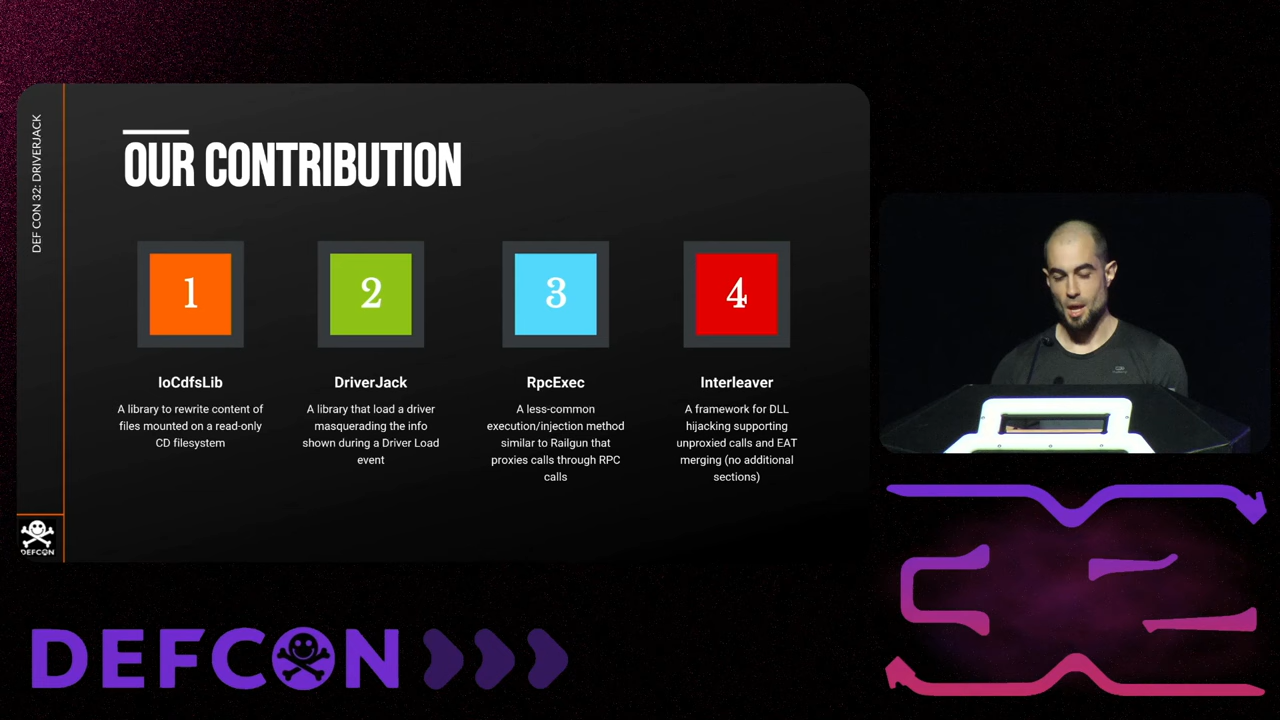 DEF CON 32: DRIVERJACK
OUR CONTRIBUTION
1
2
3
4
IoCdfsLib
A library to rewrite content of
files mounted on a read-only
CD filesystem
DriverJack
A library that load a driver
masquerading the info
shown during a Driver Load
event
RpcExec
A less-common
execution/injection method
similar to Railgun that
proxies calls through RPC
calls
Interleaver
A framework for DLL
hijacking supporting
unproxied calls and EAT
merging (no additional
sections)
DEFCON
DEFCON